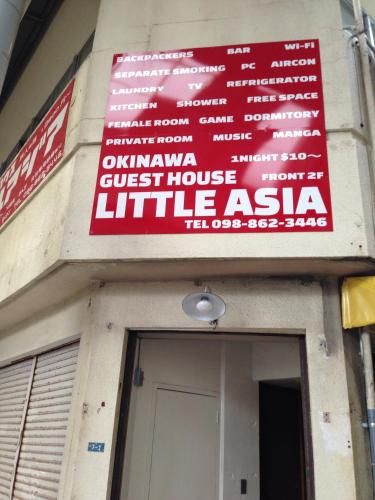 BACKPACKERS BAR Wi-Fi
SEPARATE SMOKING PC AIRCON
LAUNDRY TV REFRIGERATOR
KITCHEN SHOWER FREE SPACE
FEMALE ROOM GAME DORMITORY
PRIVATE ROOM MUSIC MANGA
OKINAWA 1NIGHT $10~
GUEST HOUSE FRONT 2F
LITTLE ASIA
TEL 098-862-3446